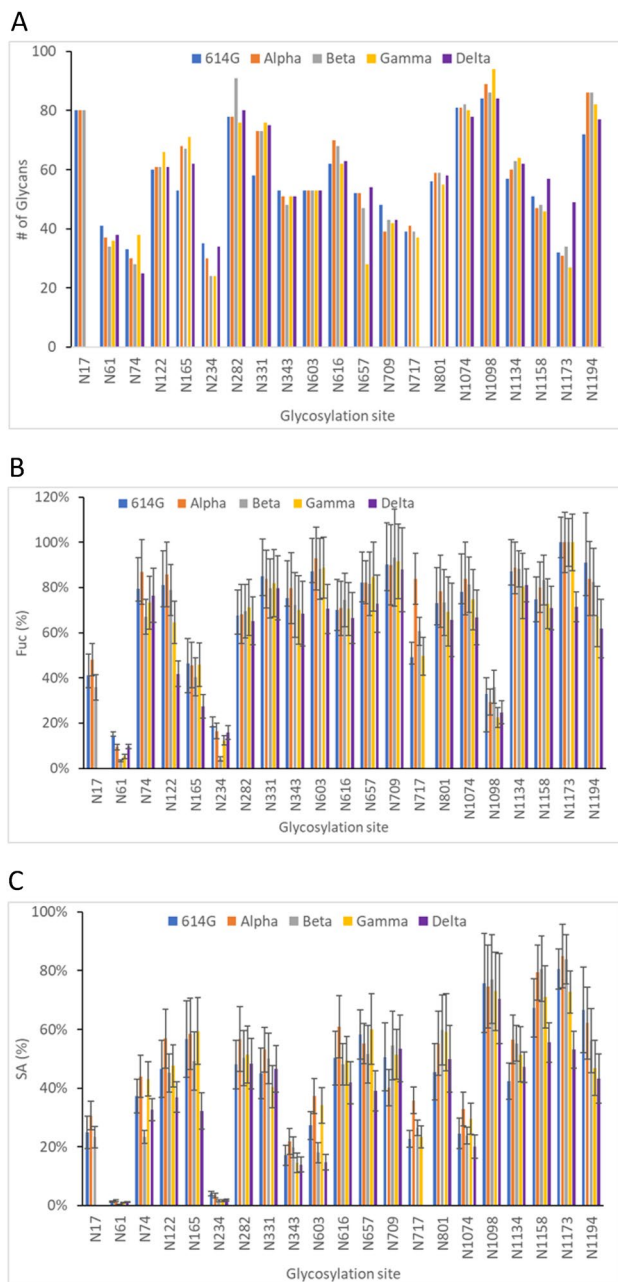 A
614G Alpha Beta Gamma Delta
# of Glycans
100
80
60
40
20
0
N17 N61 N74 N122 N165 N234 N282 N331 N343 N603 N616 N657 N709 N717 N801 N1074 N1098 N1134 N1158 N1173 N1194
Glycosylation site
B
614G Alpha Beta Gamma Delta
Fuc (%)
120%
100%
80%
60%
40%
20%
0%
N17 N61 N74 N122 N165 N234 N282 N331 N343 N603 N616 N657 N709 N717 N801 N1074 N1098 N1134 N1158 N1173 N1194
Glycosylation site
C
614G Alpha Beta Gamma Delta
SA (%)
100%
80%
60%
40%
20%
0%
N17 N61 N74 N122 N165 N234 N282 N331 N343 N603 N616 N657 N709 N717 N801 N1074 N1098 N1134 N1158 N1173 N1194
Glycosylation site